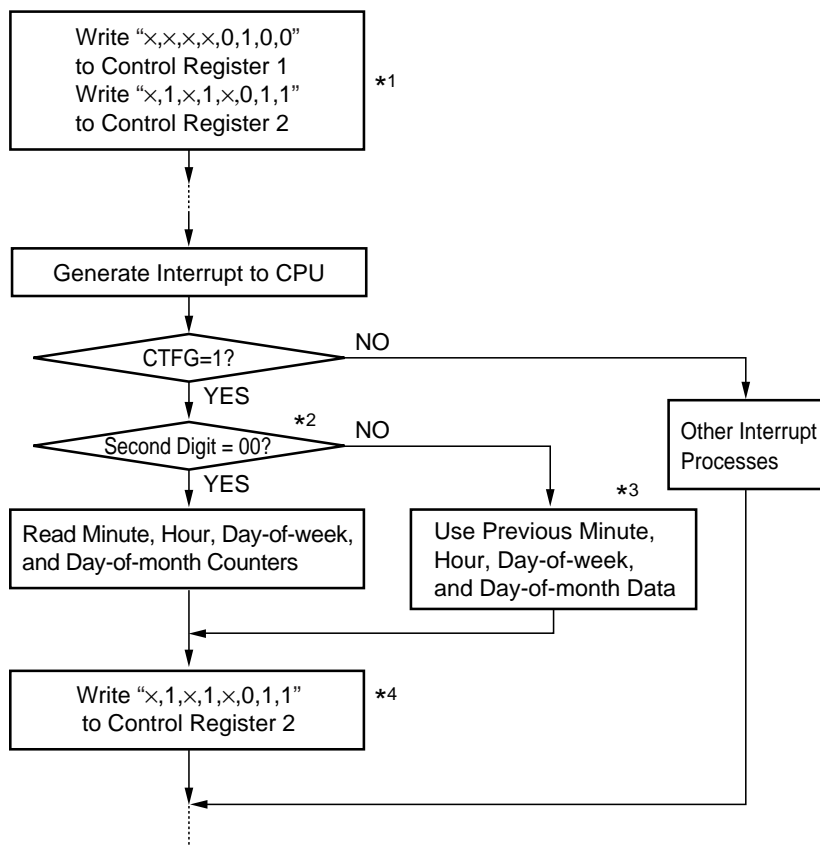 Write “×,×,×,×,0,1,0,0”
to Control Register 1
Write “×,1,×,1,×,0,1,1”
to Control Register 2
*1
Generate Interrupt to CPU
CTFG=1?
NO
YES
*2
Second Digit = 00?
NO
YES
Other Interrupt
Processes
Read Minute, Hour, Day-of-week,
and Day-of-month Counters
*3
Use Previous Minute,
Hour, Day-of-week,
and Day-of-month Data
Write “×,1,×,1,×,0,1,1”
to Control Register 2
*4